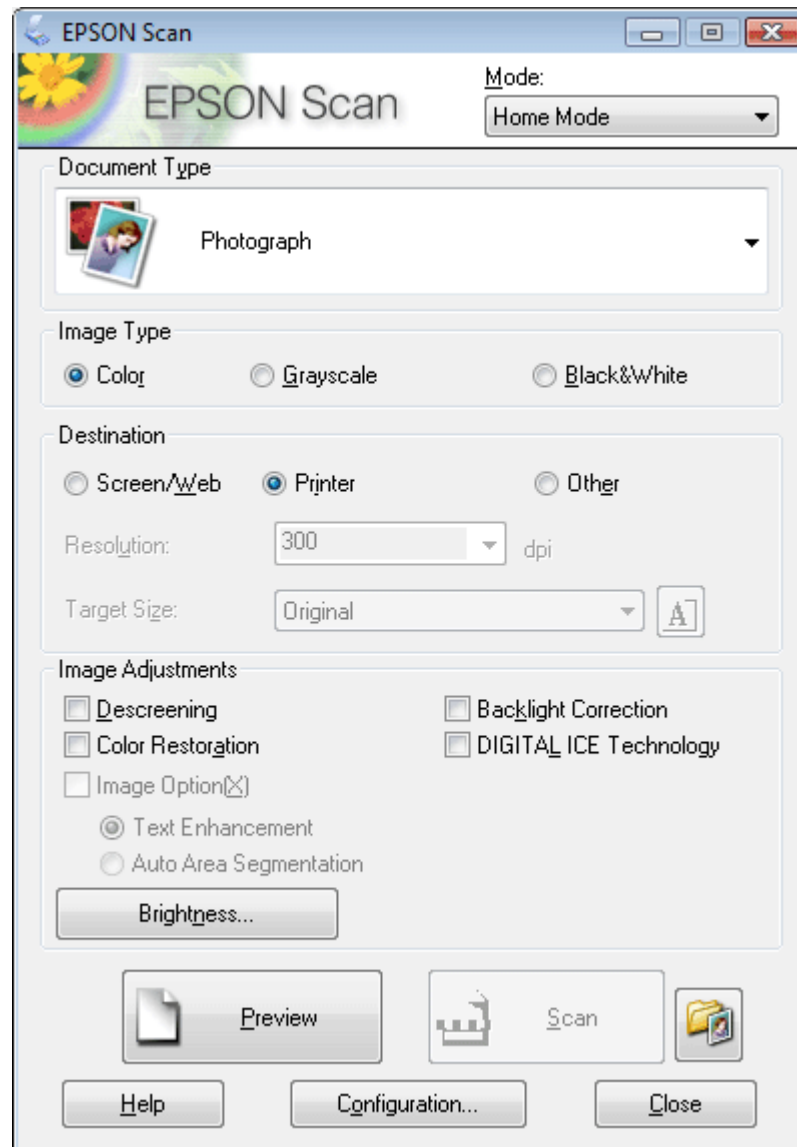 EPSON Scan
EPSON Scan
Mode:
Home Mode
Document Type
Photograph
Image Type
Color Grayscale Black&White
Destination
Screen/Web Printer Other
Resolution: 300 dpi
Target Size: Original A
Image Adjustments
Descreening Backlight Correction
Color Restoration DIGITAL ICE Technology
Image Option(X)
Text Enhancement
Auto Area Segmentation
Brightness...
Preview Scan
Help Configuration... Close